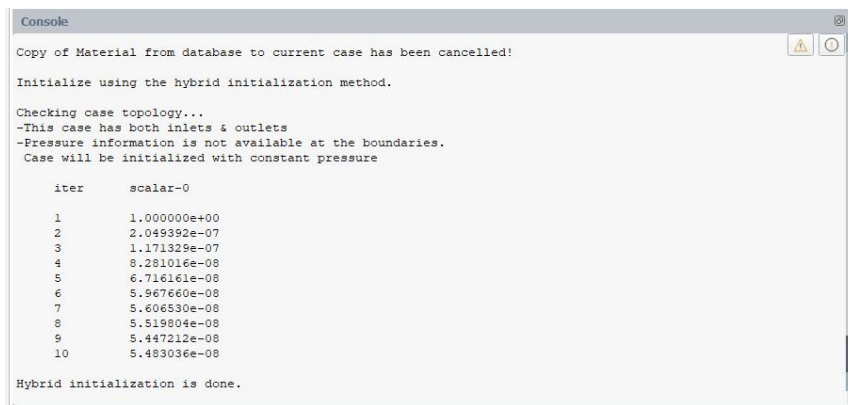 Console
Copy of Material from database to current case has been cancelled!
Initialize using the hybrid initialization method.
Checking case topology...
-This case has both inlets & outlets
-Pressure information is not available at the boundaries.
Case will be initialized with constant pressure
iter scalar-0
1 1.000000e+00
2 2.049392e-07
3 1.171329e-07
4 8.281016e-08
5 6.716161e-08
6 5.967660e-08
7 5.606530e-08
8 5.519804e-08
9 5.447212e-08
10 5.483036e-08
Hybrid initialization is done.